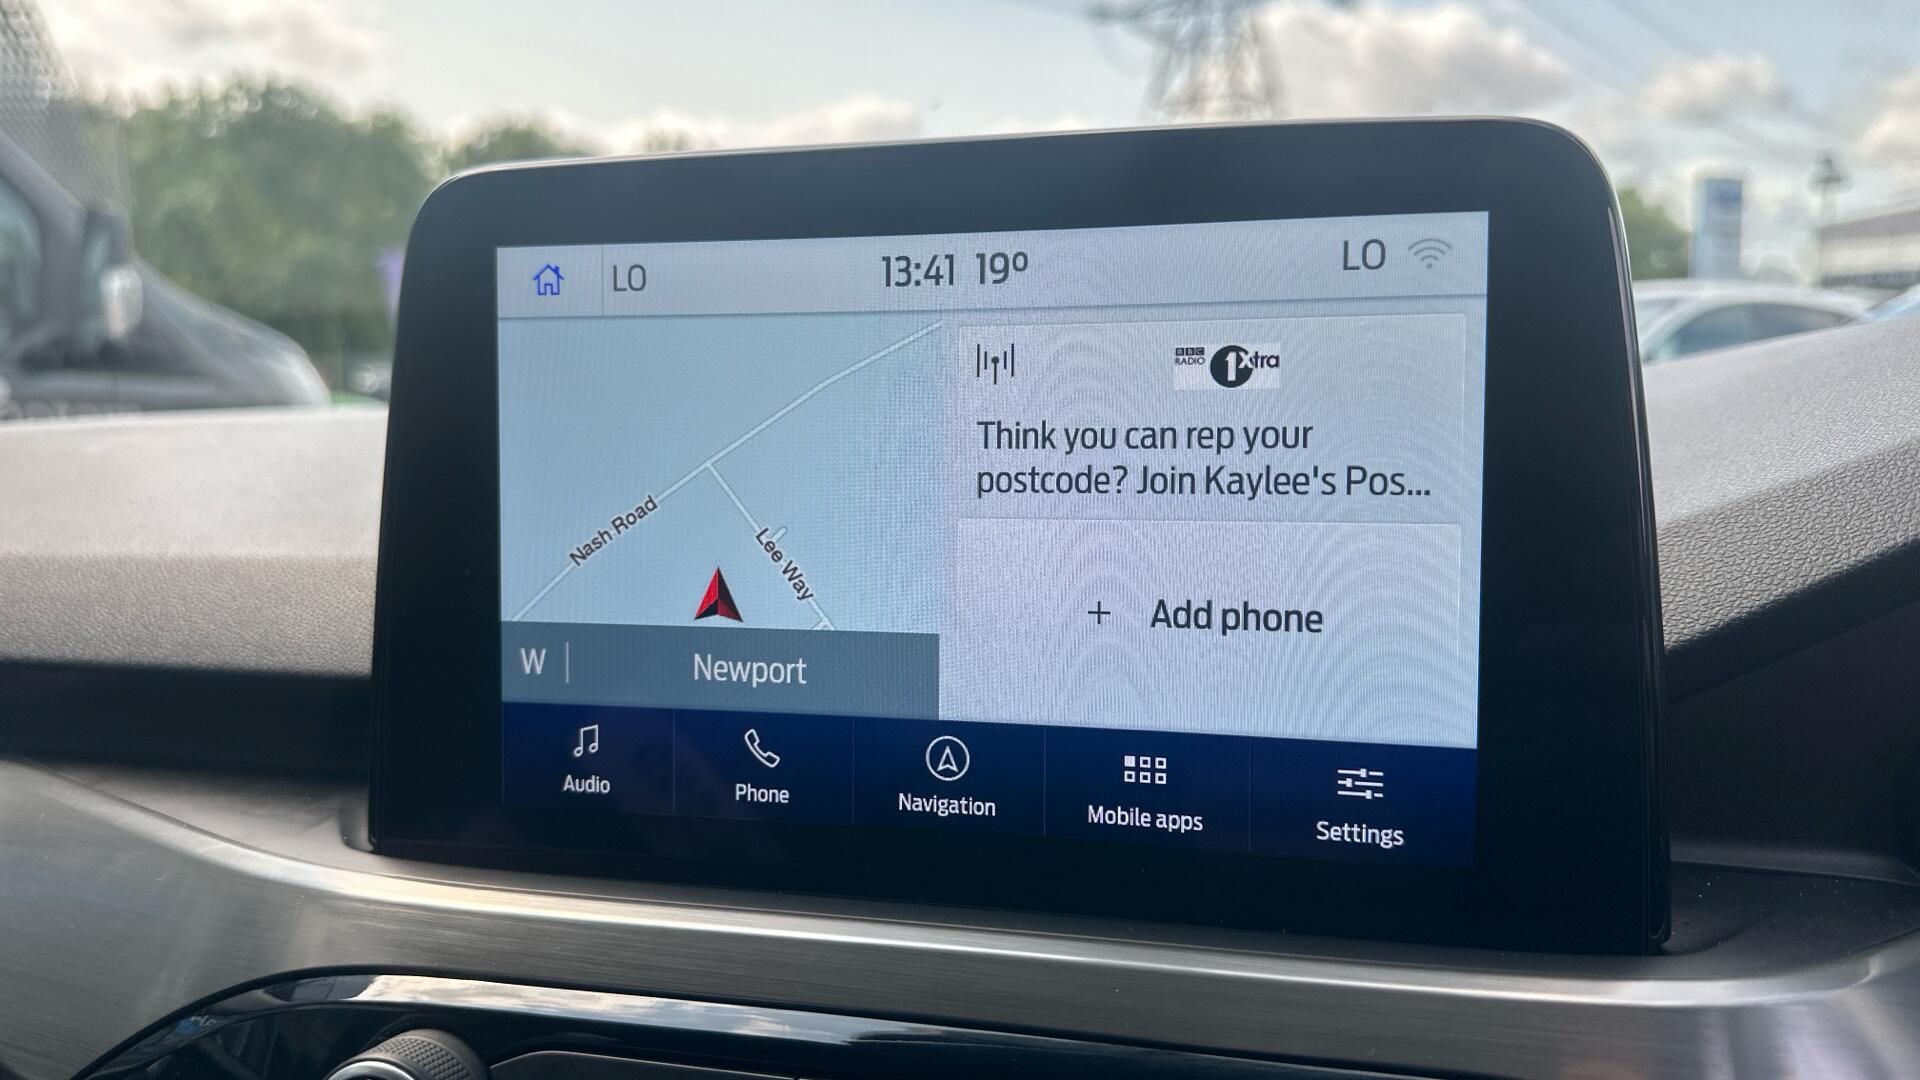 LO
13:41 19º
LO
BBC
RADIO
1Xtra
Think you can rep your
postcode? Join Kaylee's Pos...
Nash Road
Lee Way
+ Add phone
W
Newport
Audio
Phone
Navigation
Mobile apps
Settings